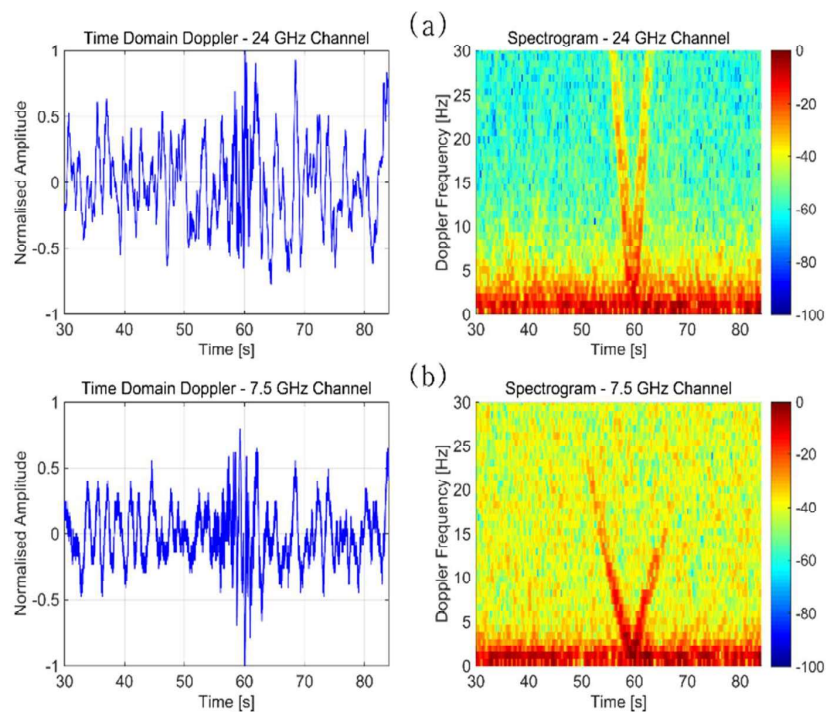 (a)
Time Domain Doppler - 24 GHz Channel
Normalised Amplitude
1
0.5
0
-0.5
-1
30 40 50 60 70 80
Time [s]
Spectrogram - 24 GHz Channel
Doppler Frequency [Hz]
30
25
20
15
10
5
0
30 40 50 60 70 80
Time [s]
0
-20
-40
-60
-80
-100
(b)
Time Domain Doppler - 7.5 GHz Channel
Normalised Amplitude
1
0.5
0
-0.5
-1
30 40 50 60 70 80
Time [s]
Spectrogram - 7.5 GHz Channel
Doppler Frequency [Hz]
30
25
20
15
10
5
0
30 40 50 60 70 80
Time [s]
0
-20
-40
-60
-80
-100